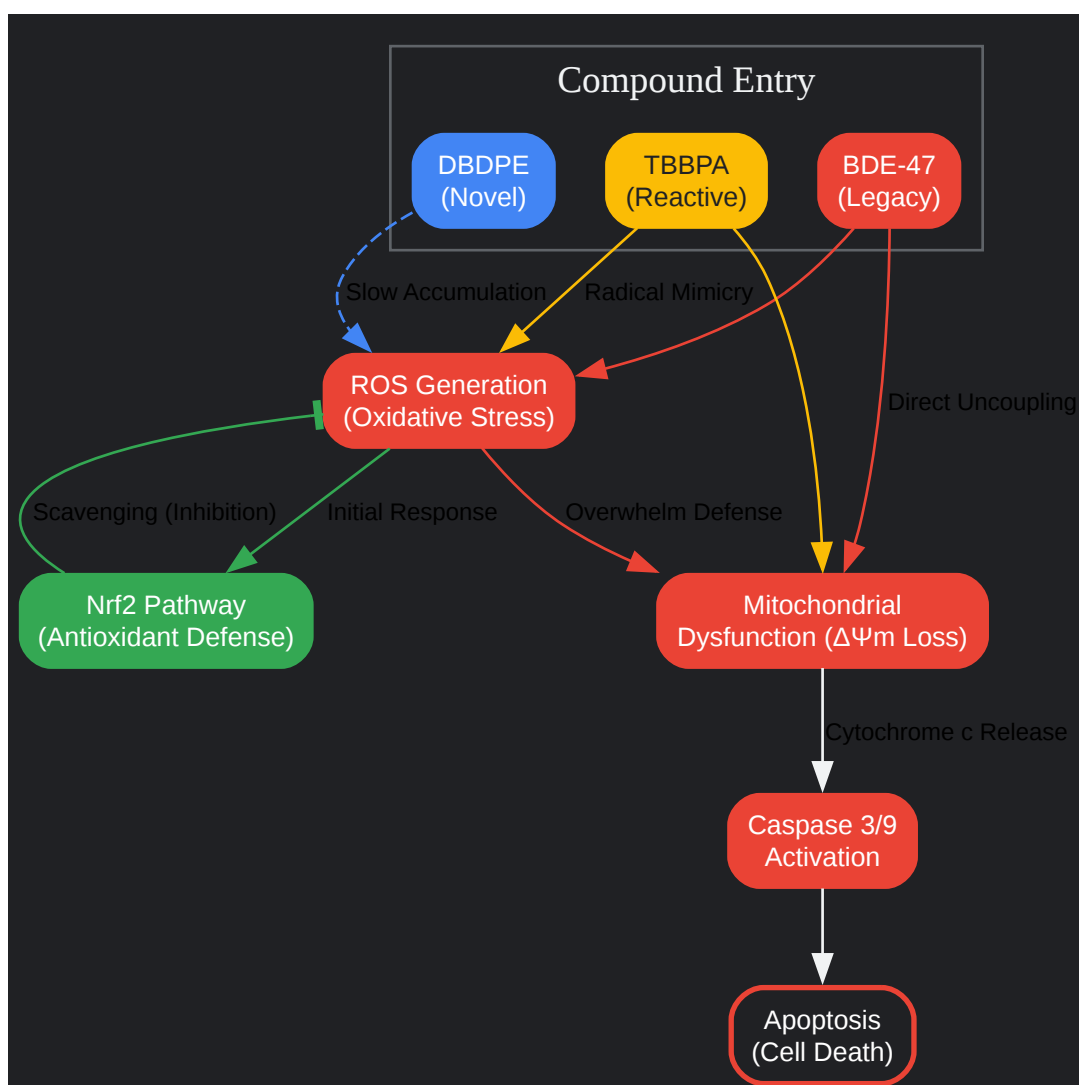 Compound Entry
DBDPE
(Novel)
TBBPA
(Reactive)
BDE-47
(Legacy)
Slow Accumulation
Radical Mimicry
ROS Generation
(Oxidative Stress)
Direct Uncoupling
Scavenging (Inhibition)
Initial Response
Overwhelm Defense
Nrf2 Pathway
(Antioxidant Defense)
Mitochondrial
Dysfunction (ΔΨm Loss)
Cytochrome c Release
Caspase 3/9
Activation
Apoptosis
(Cell Death)